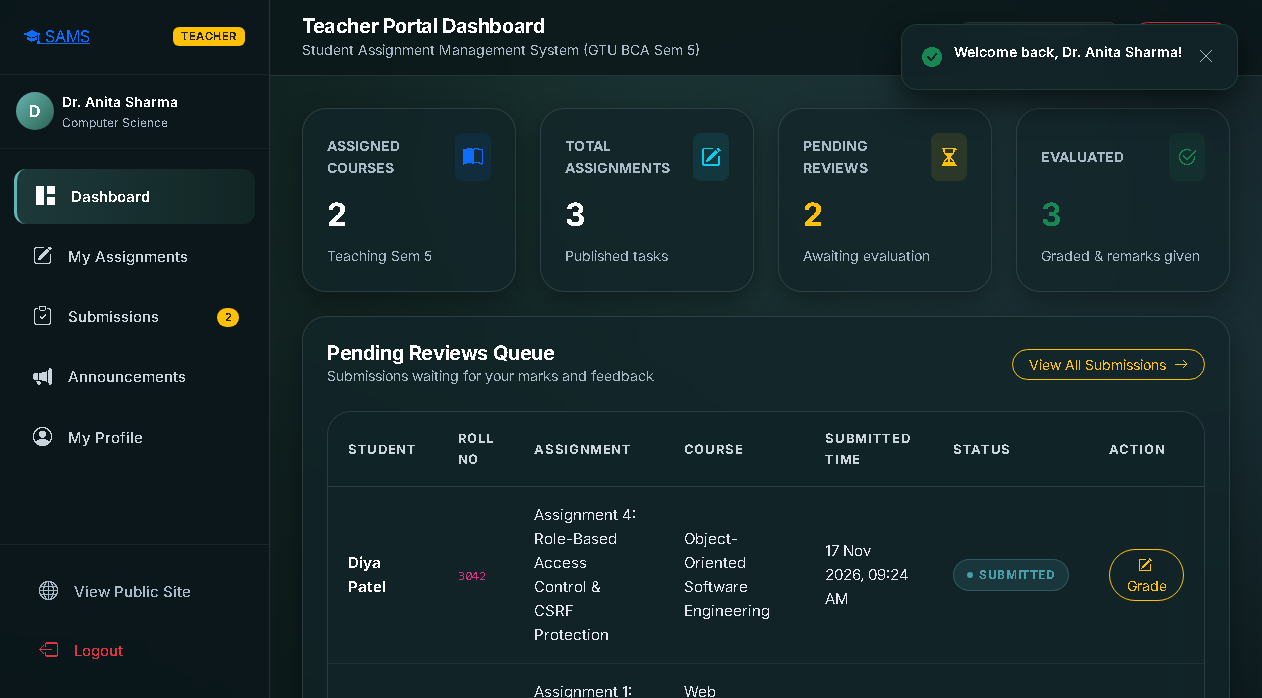 SAMS
TEACHER
D
Dr. Anita Sharma
Computer Science
Dashboard
My Assignments
Submissions
2
Announcements
My Profile
View Public Site
Logout
Teacher Portal Dashboard
Student Assignment Management System (GTU BCA Sem 5)
Welcome back, Dr. Anita Sharma!
ASSIGNED
COURSES
2
Teaching Sem 5
TOTAL
ASSIGNMENTS
3
Published tasks
PENDING
REVIEWS
2
Awaiting evaluation
EVALUATED
3
Graded & remarks given
Pending Reviews Queue
Submissions waiting for your marks and feedback
View All Submissions →
STUDENT
ROLL
NO
ASSIGNMENT
COURSE
SUBMITTED
TIME
STATUS
ACTION
Diya
Patel
3042
Assignment 4:
Role-Based
Access
Control &
CSRF
Protection
Object-
Oriented
Software
Engineering
17 Nov
2026, 09:24
AM
SUBMITTED
Grade
Assignment 1:
Web